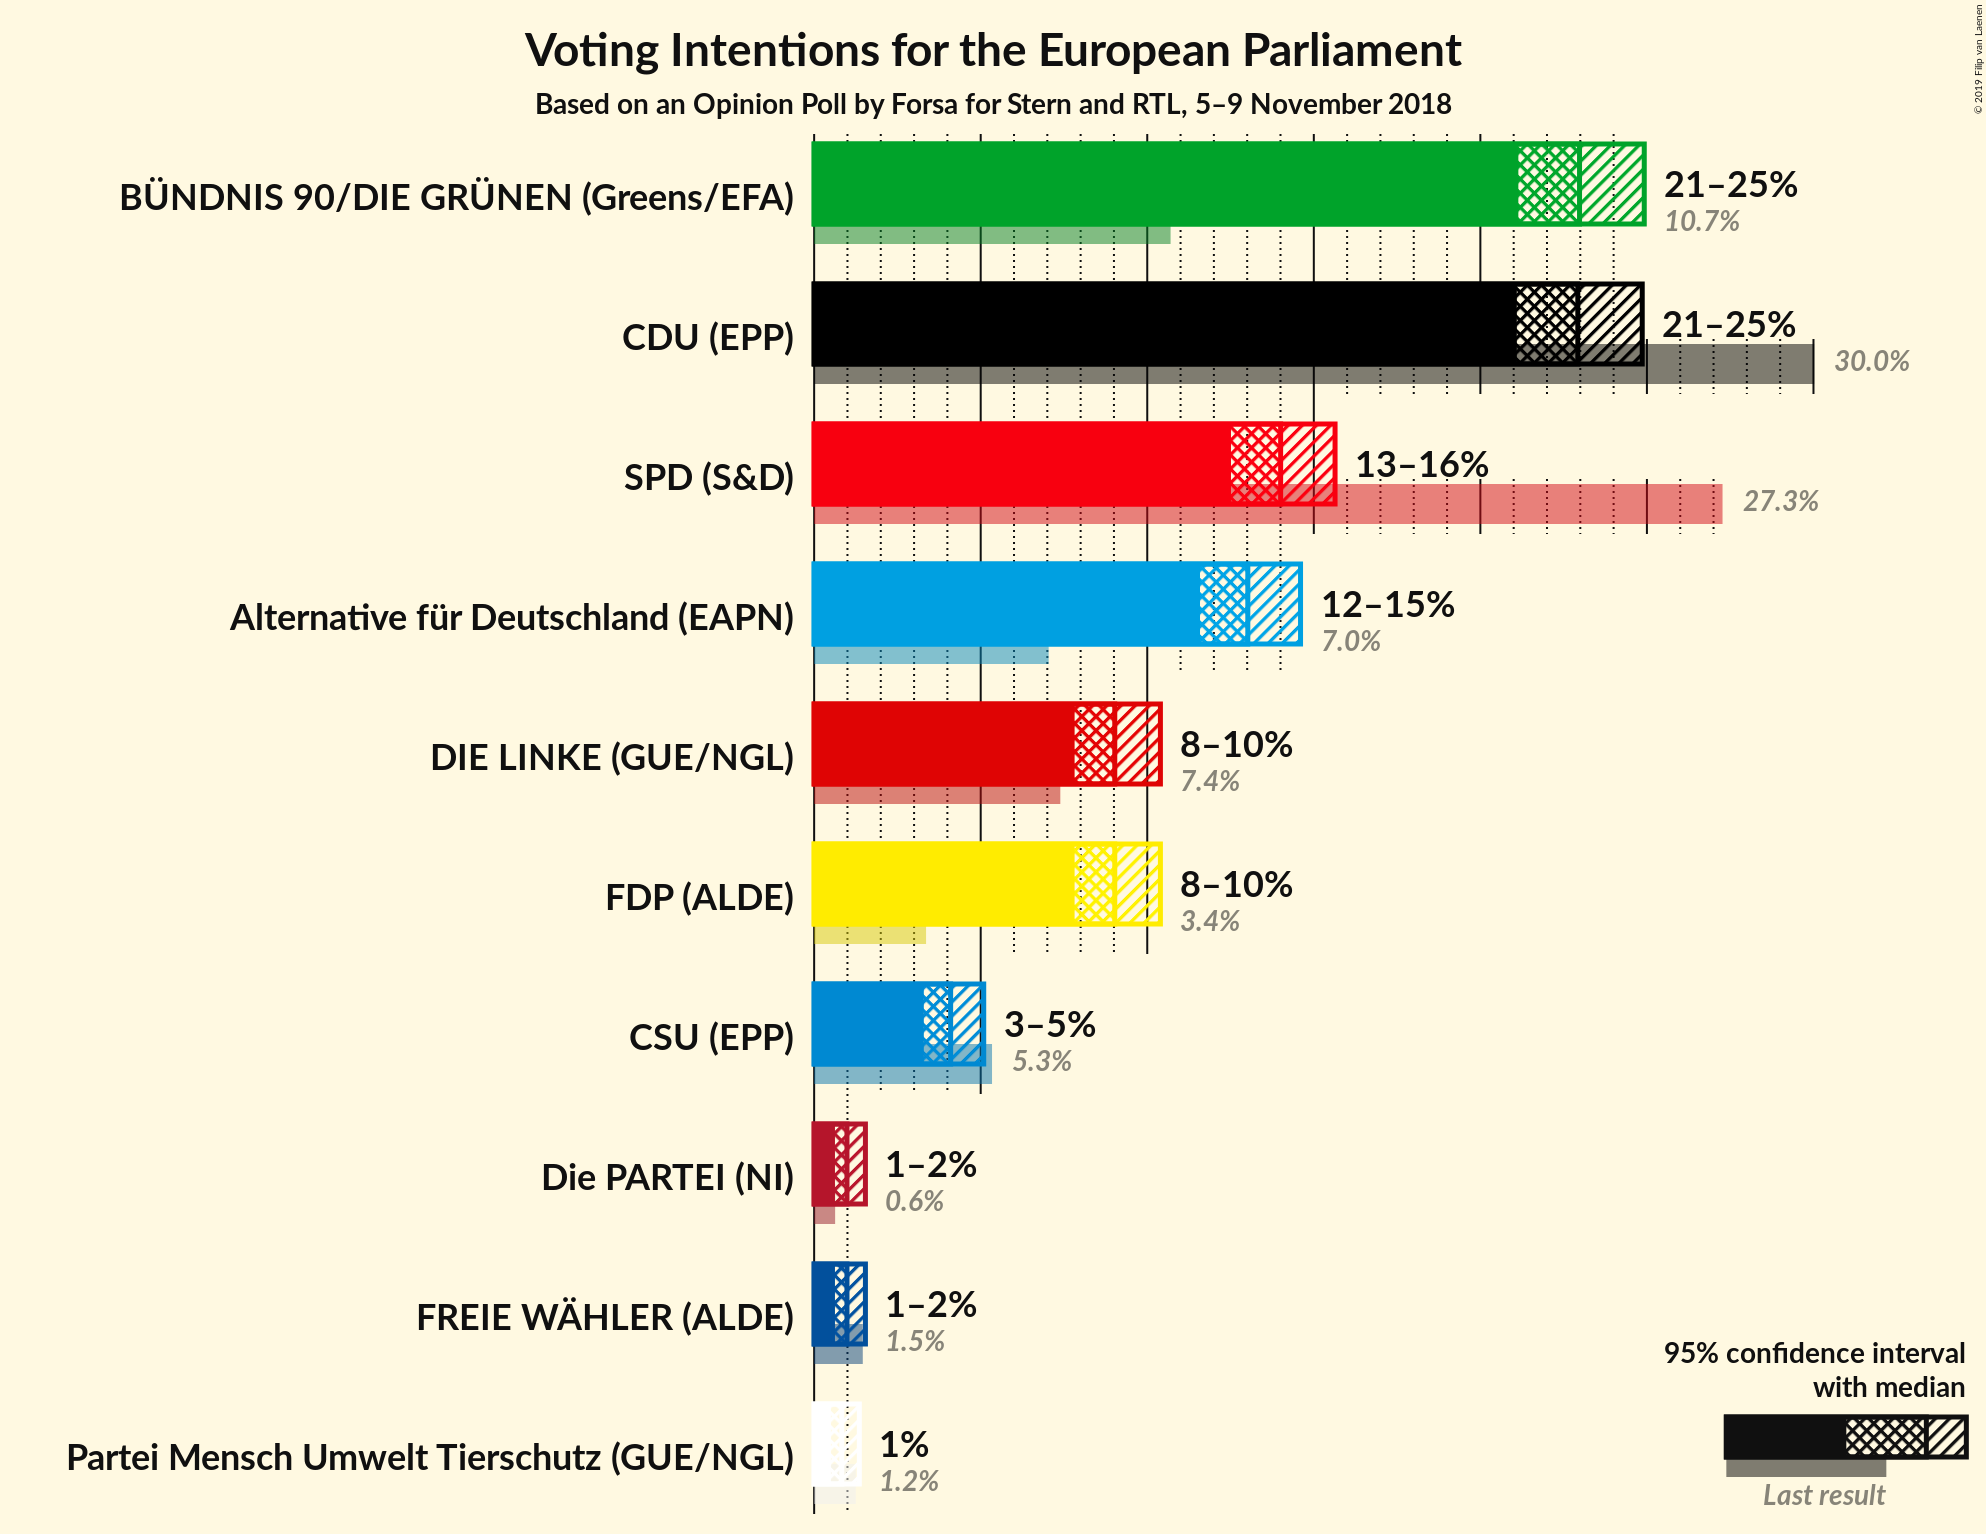 Voting Intentions for the European Parliament
Based on an Opinion Poll by Forsa for Stern and RTL, 5–9 November 2018
© 2019 Filip van Laenen
BÜNDNIS 90/DIE GRÜNEN (Greens/EFA)
21–25%
10.7%
CDU (EPP)
21–25%
30.0%
SPD (S&D)
13–16%
27.3%
Alternative für Deutschland (EAPN)
12–15%
7.0%
DIE LINKE (GUE/NGL)
8–10%
7.4%
FDP (ALDE)
8–10%
3.4%
CSU (EPP)
3–5%
5.3%
Die PARTEI (NI)
1–2%
0.6%
FREIE WÄHLER (ALDE)
1–2%
1.5%
Partei Mensch Umwelt Tierschutz (GUE/NGL)
1%
1.2%
95% confidence interval
with median
Last result